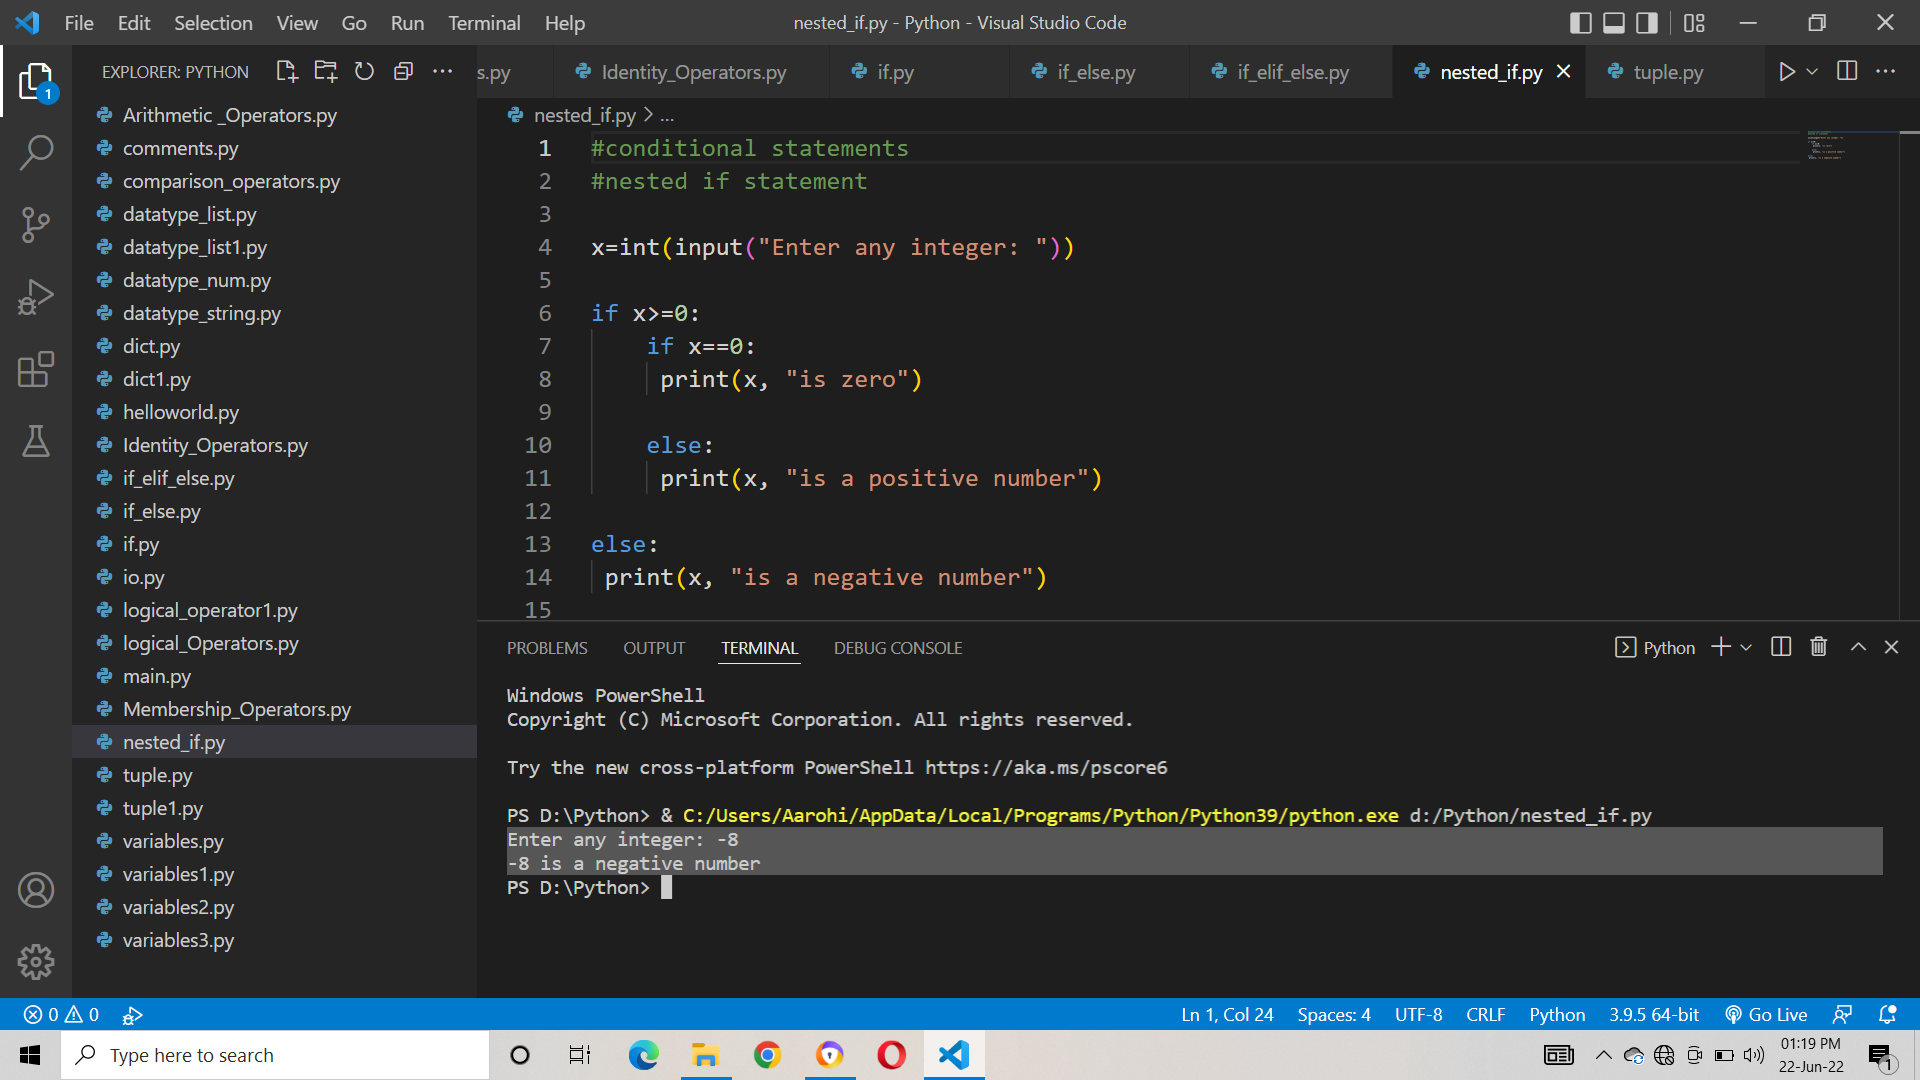 File Edit Selection View Go Run Terminal Help
nested_if.py - Python - Visual Studio Code
EXPLORER: PYTHON
s.py
Identity_Operators.py
if.py
if_else.py
if_elif_else.py
nested_if.py
tuple.py
1
Arithmetic _Operators.py
comments.py
comparison_operators.py
datatype_list.py
datatype_list1.py
datatype_num.py
datatype_string.py
dict.py
dict1.py
helloworld.py
Identity_Operators.py
if_elif_else.py
if_else.py
if.py
io.py
logical_operator1.py
logical_Operators.py
main.py
Membership_Operators.py
nested_if.py
tuple.py
tuple1.py
variables.py
variables1.py
variables2.py
variables3.py
nested_if.py > ...
1 #conditional statements
2 #nested if statement
3
4 x=int(input("Enter any integer: "))
5
6 if x>=0:
7     if x==0:
8      print(x, "is zero")
9
10     else:
11      print(x, "is a positive number")
12
13 else:
14  print(x, "is a negative number")
15
PROBLEMS OUTPUT TERMINAL DEBUG CONSOLE
Python
Windows PowerShell
Copyright (C) Microsoft Corporation. All rights reserved.
Try the new cross-platform PowerShell https://aka.ms/pscore6
PS D:\Python> & C:/Users/Aarohi/AppData/Local/Programs/Python/Python39/python.exe d:/Python/nested_if.py
Enter any integer: -8
-8 is a negative number
PS D:\Python>
0 0
Ln 1, Col 24 Spaces: 4 UTF-8 CRLF Python 3.9.5 64-bit Go Live
Type here to search
01:19 PM
22-Jun-22
1